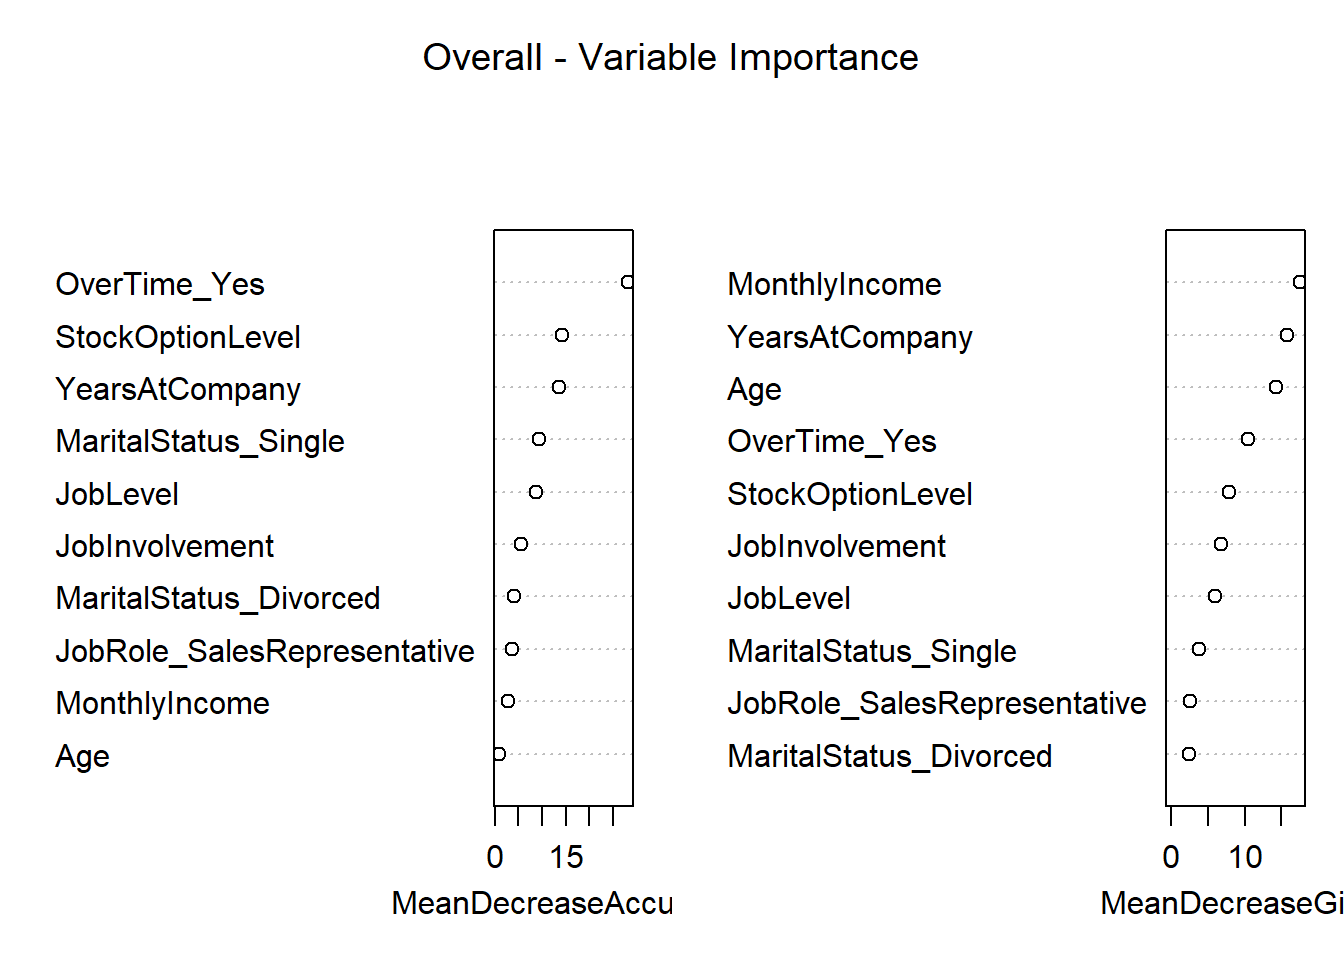 Overall - Variable Importance
OverTime_Yes
StockOptionLevel
YearsAtCompany
MaritalStatus_Single
JobLevel
JobInvolvement
MaritalStatus_Divorced
JobRole_SalesRepresentative
MonthlyIncome
Age
0 15
MeanDecreaseAccu
MonthlyIncome
YearsAtCompany
Age
OverTime_Yes
StockOptionLevel
JobInvolvement
JobLevel
MaritalStatus_Single
JobRole_SalesRepresentative
MaritalStatus_Divorced
0 10
MeanDecreaseGi